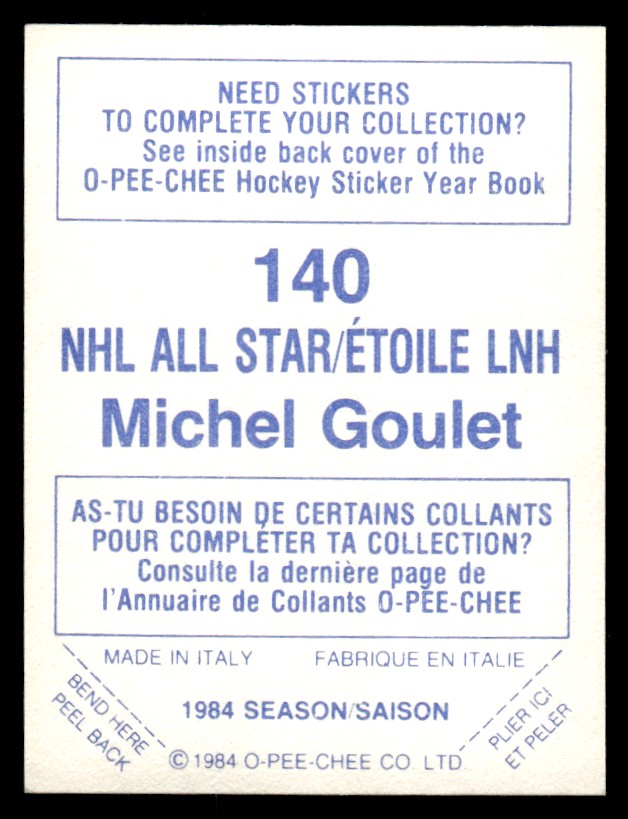 NEED STICKERS
TO COMPLETE YOUR COLLECTION?
See inside back cover of the
O-PEE-CHEE Hockey Sticker Year Book
140
NHL ALL STAR/ÉTOILE LNH
Michel Goulet
AS-TU BESOIN DE CERTAINS COLLANTS
POUR COMPLÉTER TA COLLECTION?
Consulte la dernière page de
l'Annuaire de Collants O-PEE-CHEE
MADE IN ITALY FABRIQUE EN ITALIE
BEND HERE
PEEL BACK
1984 SEASON/SAISON
PLIER ICI
ET PELER
© 1984 O-PEE-CHEE CO. LTD.